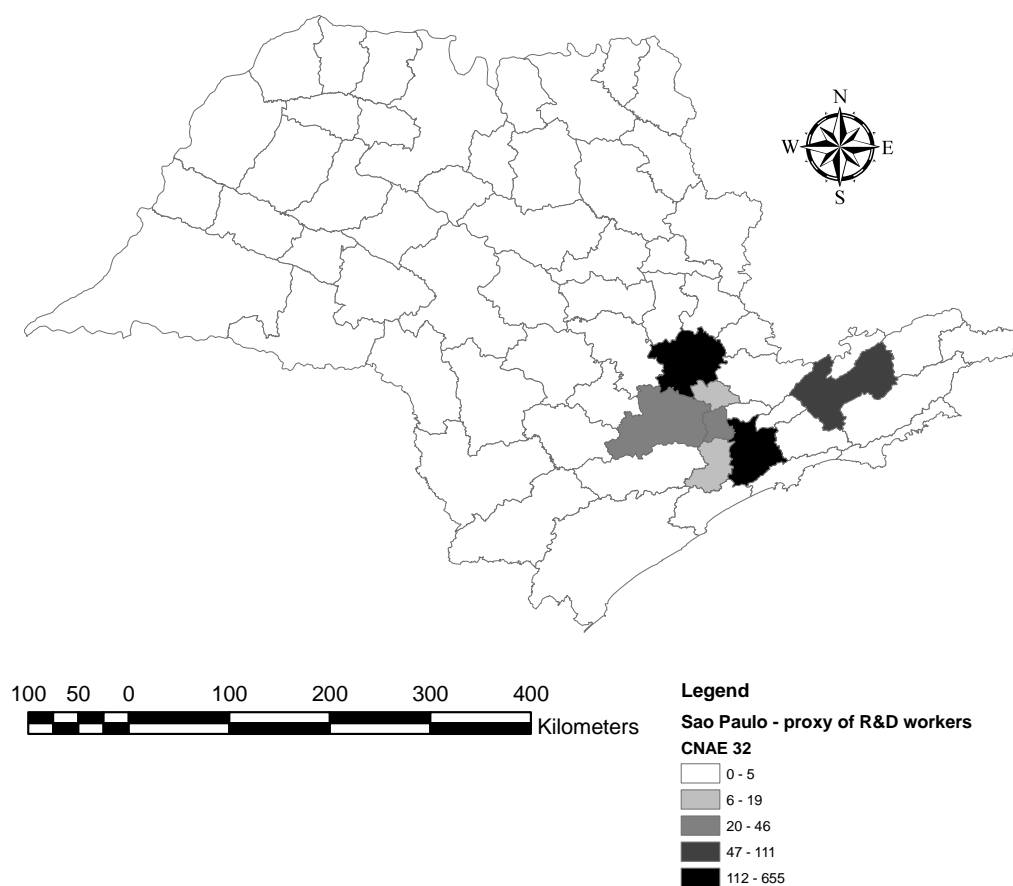 N
W E
S
100 50 0 100 200 300 400
Kilometers
Legend
Sao Paulo - proxy of R&D workers
CNAE 32
0 - 5
6 - 19
20 - 46
47 - 111
112 - 655